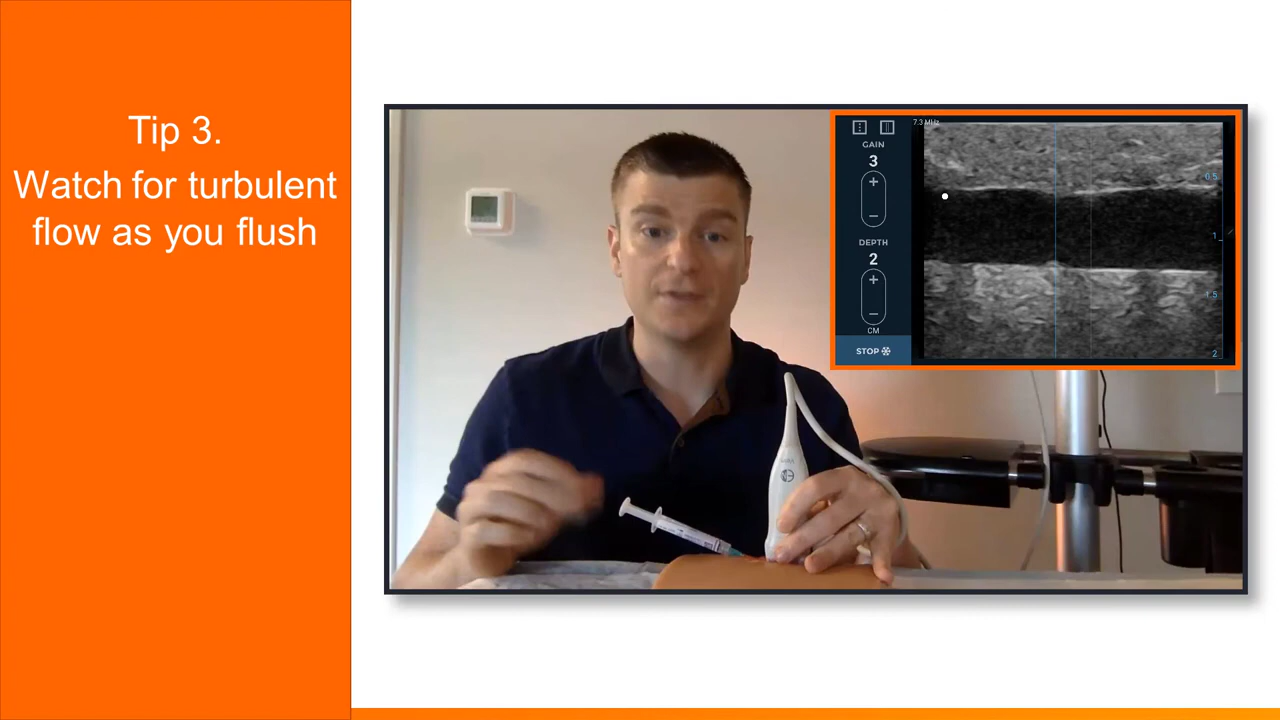 Tip 3.
Watch for turbulent
flow as you flush
7.3 MHz
GAIN
3
+
−
DEPTH
2
+
−
CM
STOP
0.5
1
1.5
2